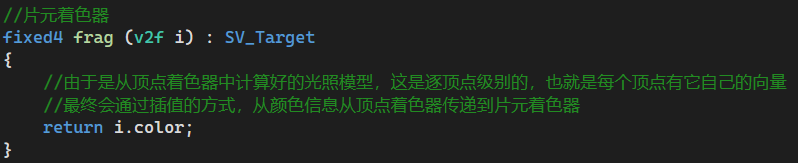 //片元着色器
fixed4 frag (v2f i) : SV_Target
{
//由于是从顶点着色器中计算好的光照模型，这是逐顶点级别的，也就是每个顶点有它自己的向量
//最终会通过插值的方式，从颜色信息从顶点着色器传递到片元着色器
return i.color;
}